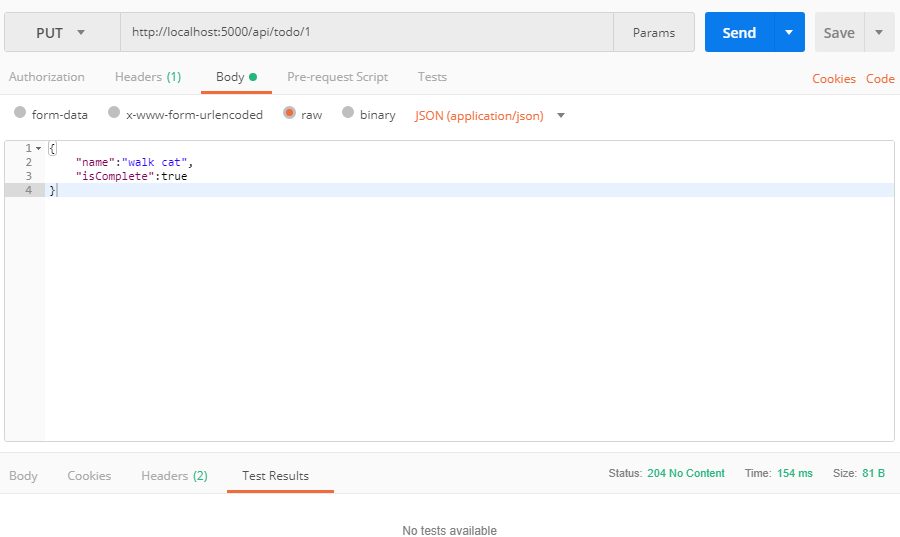 PUT http://localhost:5000/api/todo/1 Params Send Save
Authorization Headers (1) Body Pre-request Script Tests Cookies Code
form-data x-www-form-urlencoded raw binary JSON (application/json)
1 {
2 "name":"walk cat",
3 "isComplete":true
4 }
Body Cookies Headers (2) Test Results Status: 204 No Content Time: 154 ms Size: 81 B
No tests available